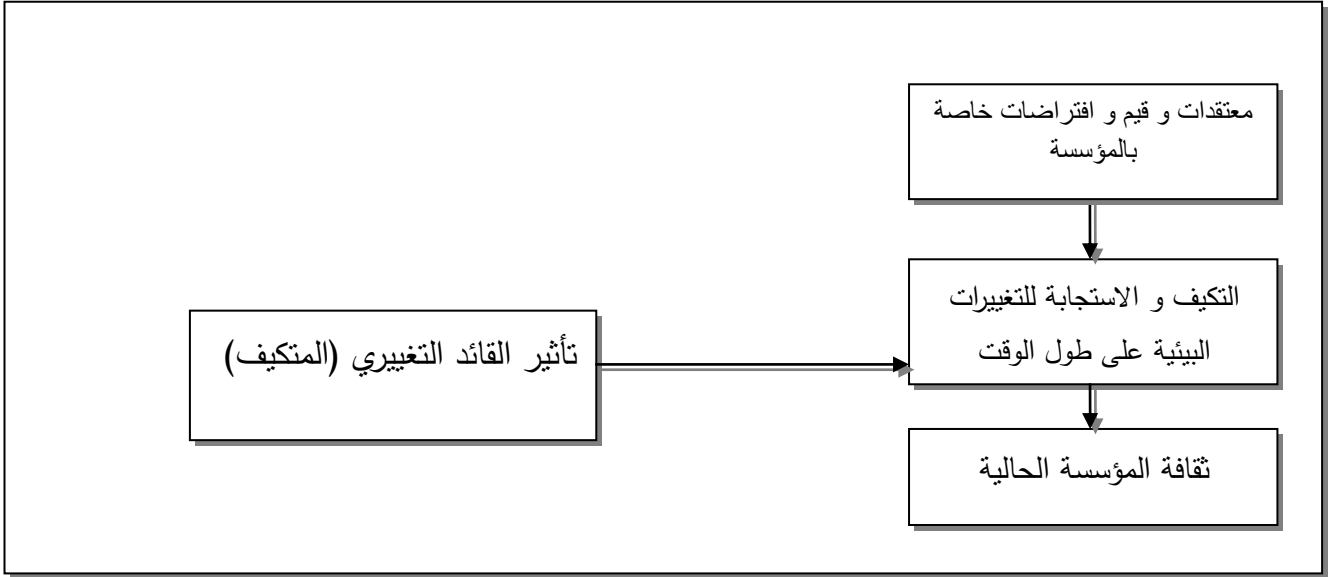 معتقدات و قيم و افتراضات خاصة
بالمؤسسة
التكيف و الاستجابة للتغييرات
البيئية على طول الوقت
تأثير القائد التغييري (المتكيف)
ثقافة المؤسسة الحالية